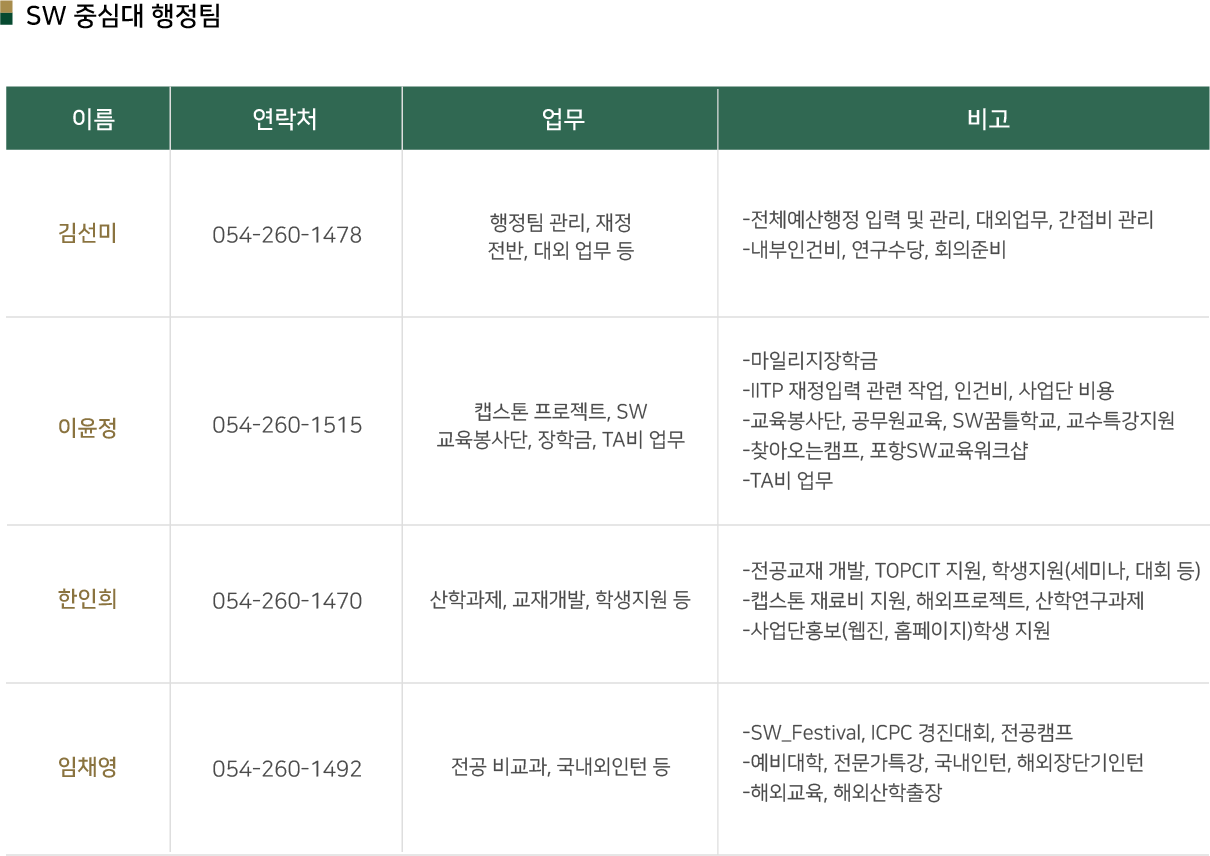 SW 중심대 행정팀
이름 연락처 업무 비고
김선미
054-260-1478
행정팀 관리, 재정
전반, 대외 업무 등
-전체예산행정 입력 및 관리, 대외업무, 간접비 관리
-내부인건비, 연구수당, 회의준비
이윤정
054-260-1515
캡스톤 프로젝트, SW
교육봉사단, 장학금, TA비 업무
-마일리지장학금
-IITP 재정입력 관련 작업, 인건비, 사업단 비용
-교육봉사단, 공무원교육, SW꿈틀학교, 교수특강지원
-찾아오는캠프, 포항SW교육워크샵
-TA비 업무
한인희
054-260-1470
산학과제, 교재개발, 학생지원 등
-전공교재 개발, TOPCIT 지원, 학생지원(세미나, 대회 등)
-캡스톤 재료비 지원, 해외프로젝트, 산학연구과제
-사업단홍보(웹진, 홈페이지)학생 지원
임채영
054-260-1492
전공 비교과, 국내외인턴 등
-SW_Festival, ICPC 경진대회, 전공캠프
-예비대학, 전문가특강, 국내인턴, 해외장단기인턴
-해외교육, 해외산학출장